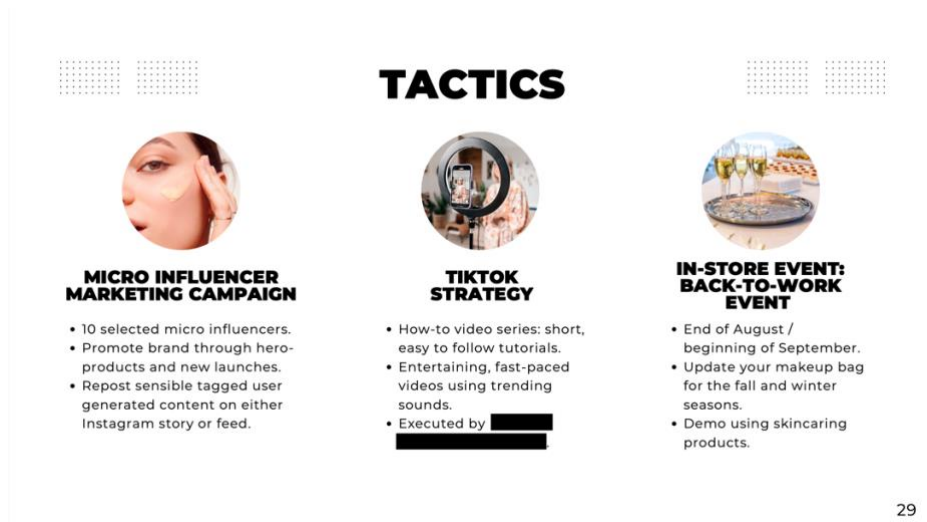 TACTICS
MICRO INFLUENCER
MARKETING CAMPAIGN
• 10 selected micro influencers.
• Promote brand through hero-
products and new launches.
• Repost sensible tagged user
generated content on either
Instagram story or feed.
TIKTOK
STRATEGY
• How-to video series: short,
easy to follow tutorials.
• Entertaining, fast-paced
videos using trending
sounds.
• Executed by
.
IN-STORE EVENT:
BACK-TO-WORK
EVENT
• End of August /
beginning of September.
• Update your makeup bag
for the fall and winter
seasons.
• Demo using skincaring
products.
29